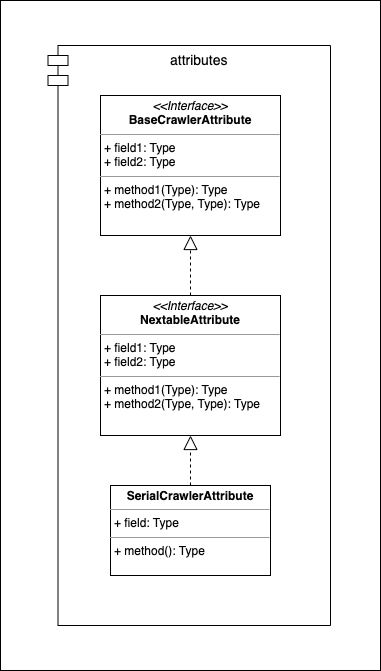 attributes
<<Interface>>
BaseCrawlerAttribute
+ field1: Type
+ field2: Type
+ method1(Type): Type
+ method2(Type, Type): Type
<<Interface>>
NextableAttribute
+ field1: Type
+ field2: Type
+ method1(Type): Type
+ method2(Type, Type): Type
SerialCrawlerAttribute
+ field: Type
+ method(): Type